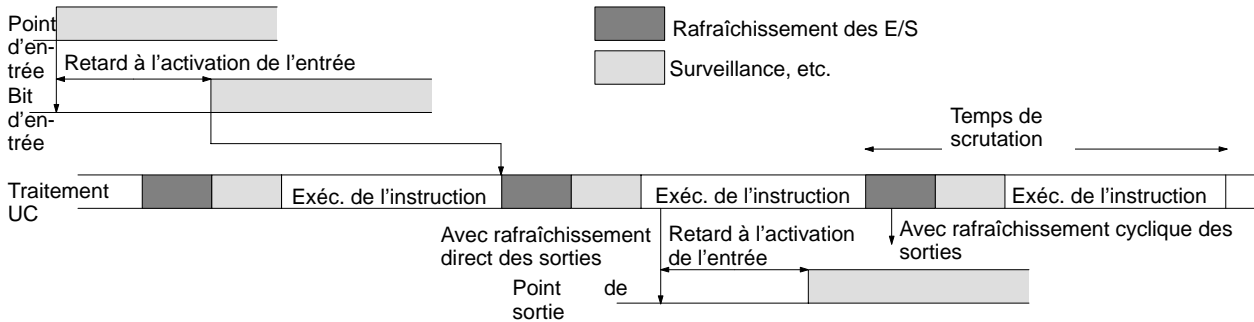 Point
d'en-
trée
Retard à l'activation de l'entrée
Bit
d'en-
trée
Rafraîchissement des E/S
Surveillance, etc.
Temps de
scrutation
Traitement
UC
Exéc. de l'instruction
Exéc. de l'instruction
Exéc. de l'instruction
Avec rafraîchissement
direct des sorties
Retard à l'activation
de l'entrée
Avec rafraîchissement cyclique des
sorties
Point de
sortie